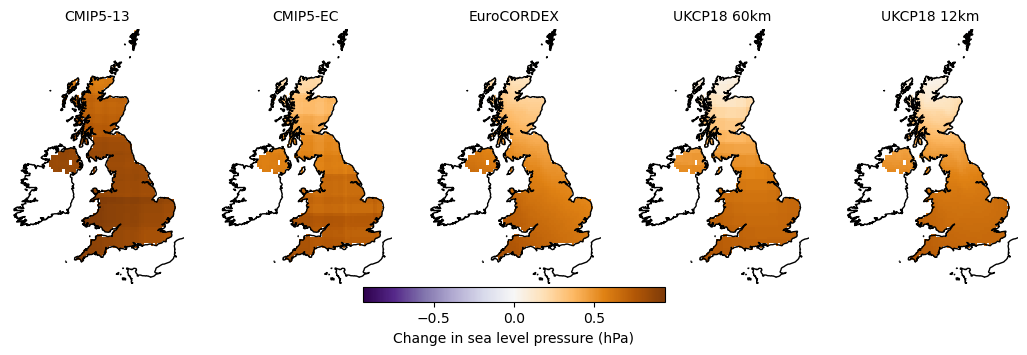 CMIP5-13 CMIP5-EC EuroCORDEX UKCP18 60km UKCP18 12km
−0.5 0.0 0.5
Change in sea level pressure (hPa)